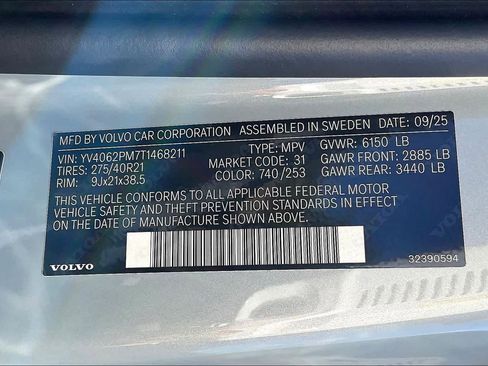 MFD BY VOLVO CAR CORPORATION ASSEMBLED IN SWEDEN 09/25
VIN: YV4062PM7T1468211 TYPE: MPV GVWR: 6150 LB
TIRES: 275/40R21 MARKET CODE: 31 GAWR FRONT: 2885 LB
RIM: 9Jx21x38.5 COLOR: 740/253 GAWR REAR: 3440 LB
THIS VEHICLE CONFORMS TO ALL APPLICABLE FEDERAL MOTOR
VEHICLE SAFETY AND THEFT PREVENTION STANDARDS IN EFFECT
ON THE DATE OF MANUFACTURE SHOWN ABOVE.
VOLVO 32390594